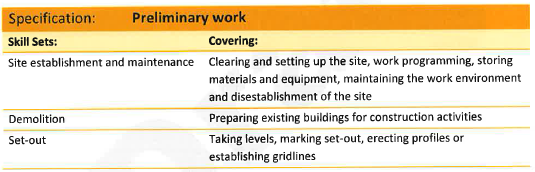 Specification: Preliminary work
Skill Sets: Covering:
Site establishment and maintenance Clearing and setting up the site, work programming, storing
materials and equipment, maintaining the work environment
and disestablishment of the site
Demolition Preparing existing buildings for construction activities
Set-out Taking levels, marking set-out, erecting profiles or
establishing gridlines